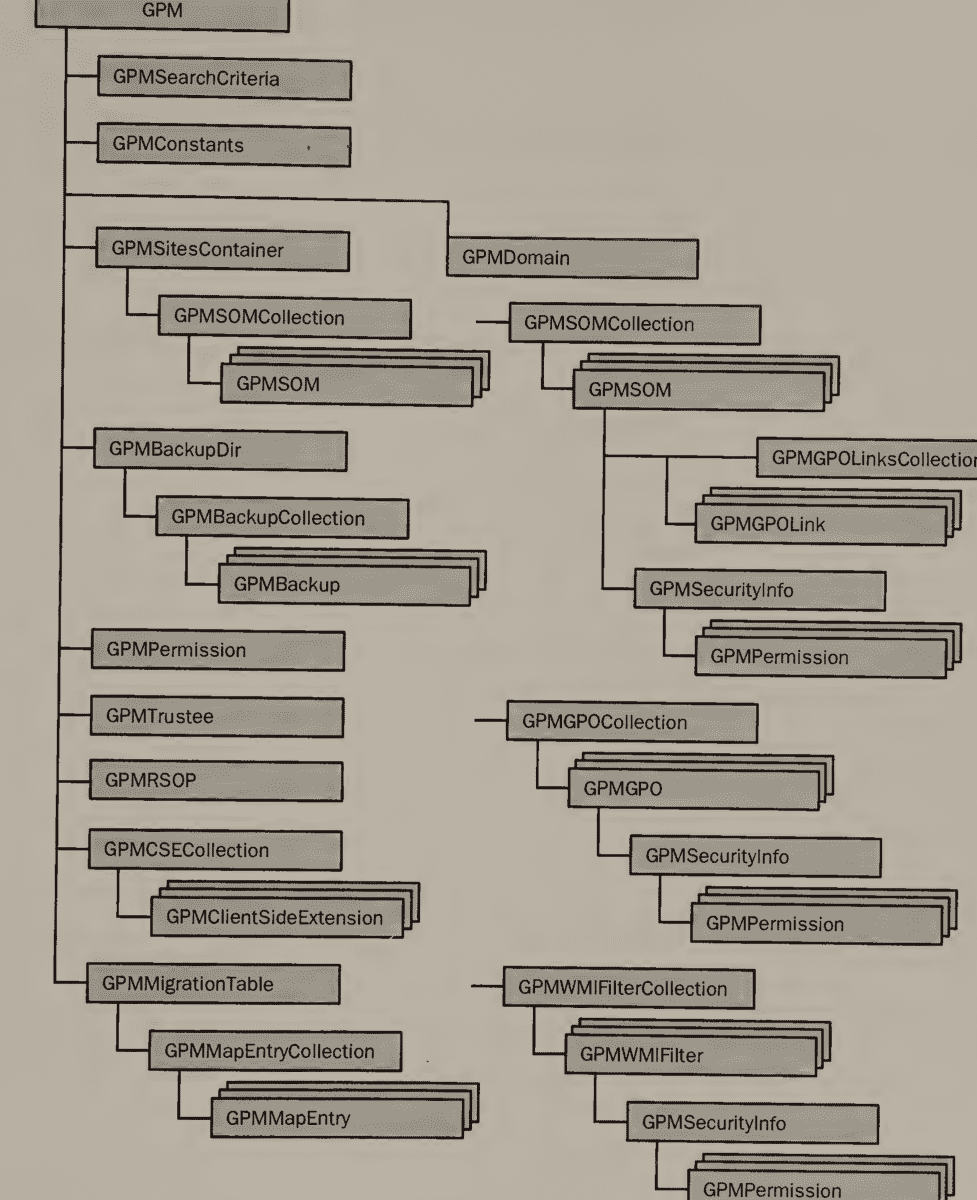 GPM
GPMSearchCriteria
GPMConstants
GPMSitesContainer
GPMSOMCollection
GPMSOM
GPMBackupDir
GPMBackupCollection
GPMBackup
GPMPermission
GPMTrustee
GPMRSOP
GPMCSECollection
GPMClientSideExtension
GPMMigrationTable
GPMMapEntryCollection
GPMMapEntry
GPMDomain
GPMSOMCollection
GPMSOM
GPMGPOLinksCollection
GPMGPOLink
GPMSecurityInfo
GPMPermission
GPMGPOCollection
GPMGPO
GPMSecurityInfo
GPMPermission
GPMWMIFilterCollection
GPMWMIFilter
GPMSecurityInfo
GPMPermission